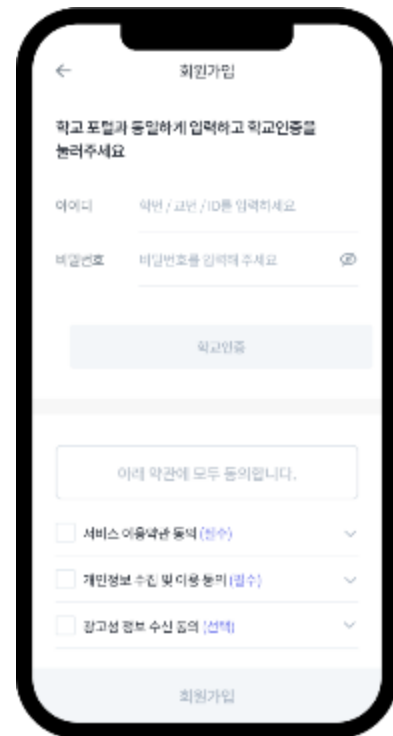 회원가입
학교 포털과 동일하게 입력하고 학교인증을
눌러주세요
아이디 학번 / 교번 / ID를 입력하세요
비밀번호 비밀번호를 입력해 주세요
학교인증
아래 약관에 모두 동의합니다.
서비스 이용약관 동의 (필수)
개인정보 수집 및 이용 동의 (필수)
광고성 정보 수신 동의 (선택)
회원가입